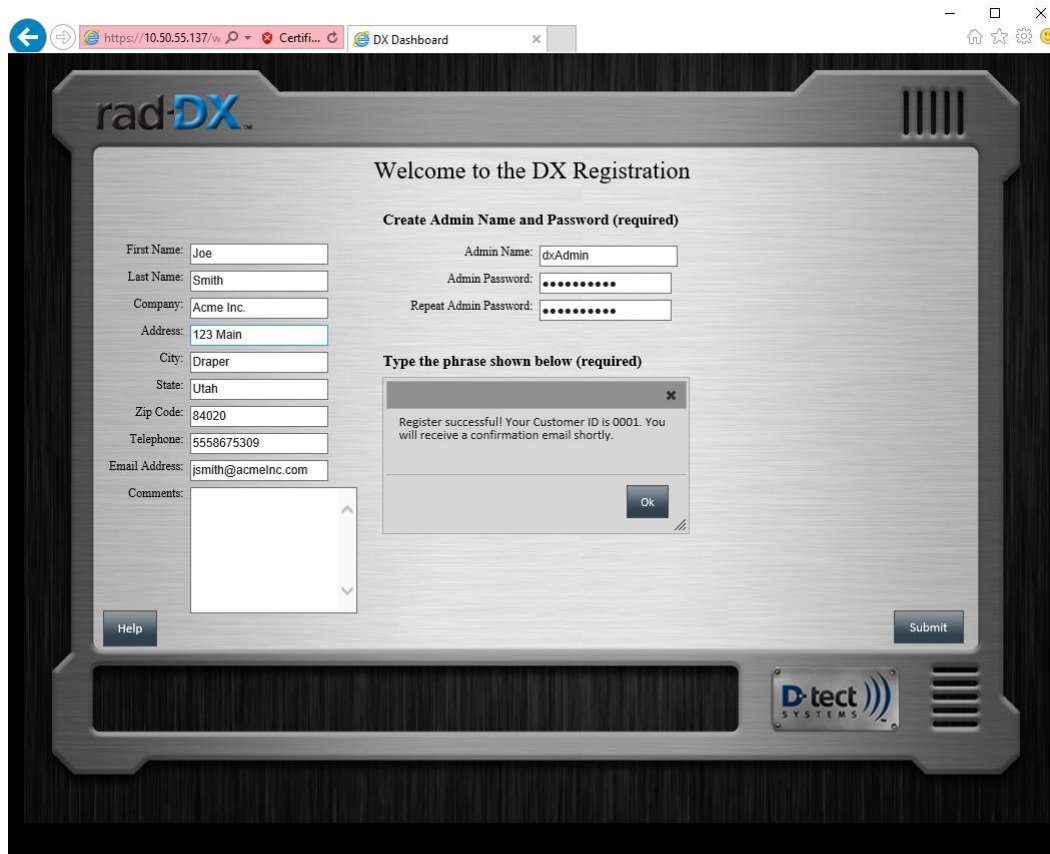 https://10.50.55.137/w
Certifi...
DX Dashboard
rad-DX™
Welcome to the DX Registration
Create Admin Name and Password (required)
First Name: Joe
Last Name: Smith
Company: Acme Inc.
Address: 123 Main
City: Draper
State: Utah
Zip Code: 84020
Telephone: 5558675309
Email Address: jsmith@acmeInc.com
Comments:
Admin Name: dxAdmin
Admin Password: ●●●●●●●●●●
Repeat Admin Password: ●●●●●●●●●●
Type the phrase shown below (required)
Register successful! Your Customer ID is 0001. You
will receive a confirmation email shortly.
Ok
Help
Submit
D-tect
SYSTEMS